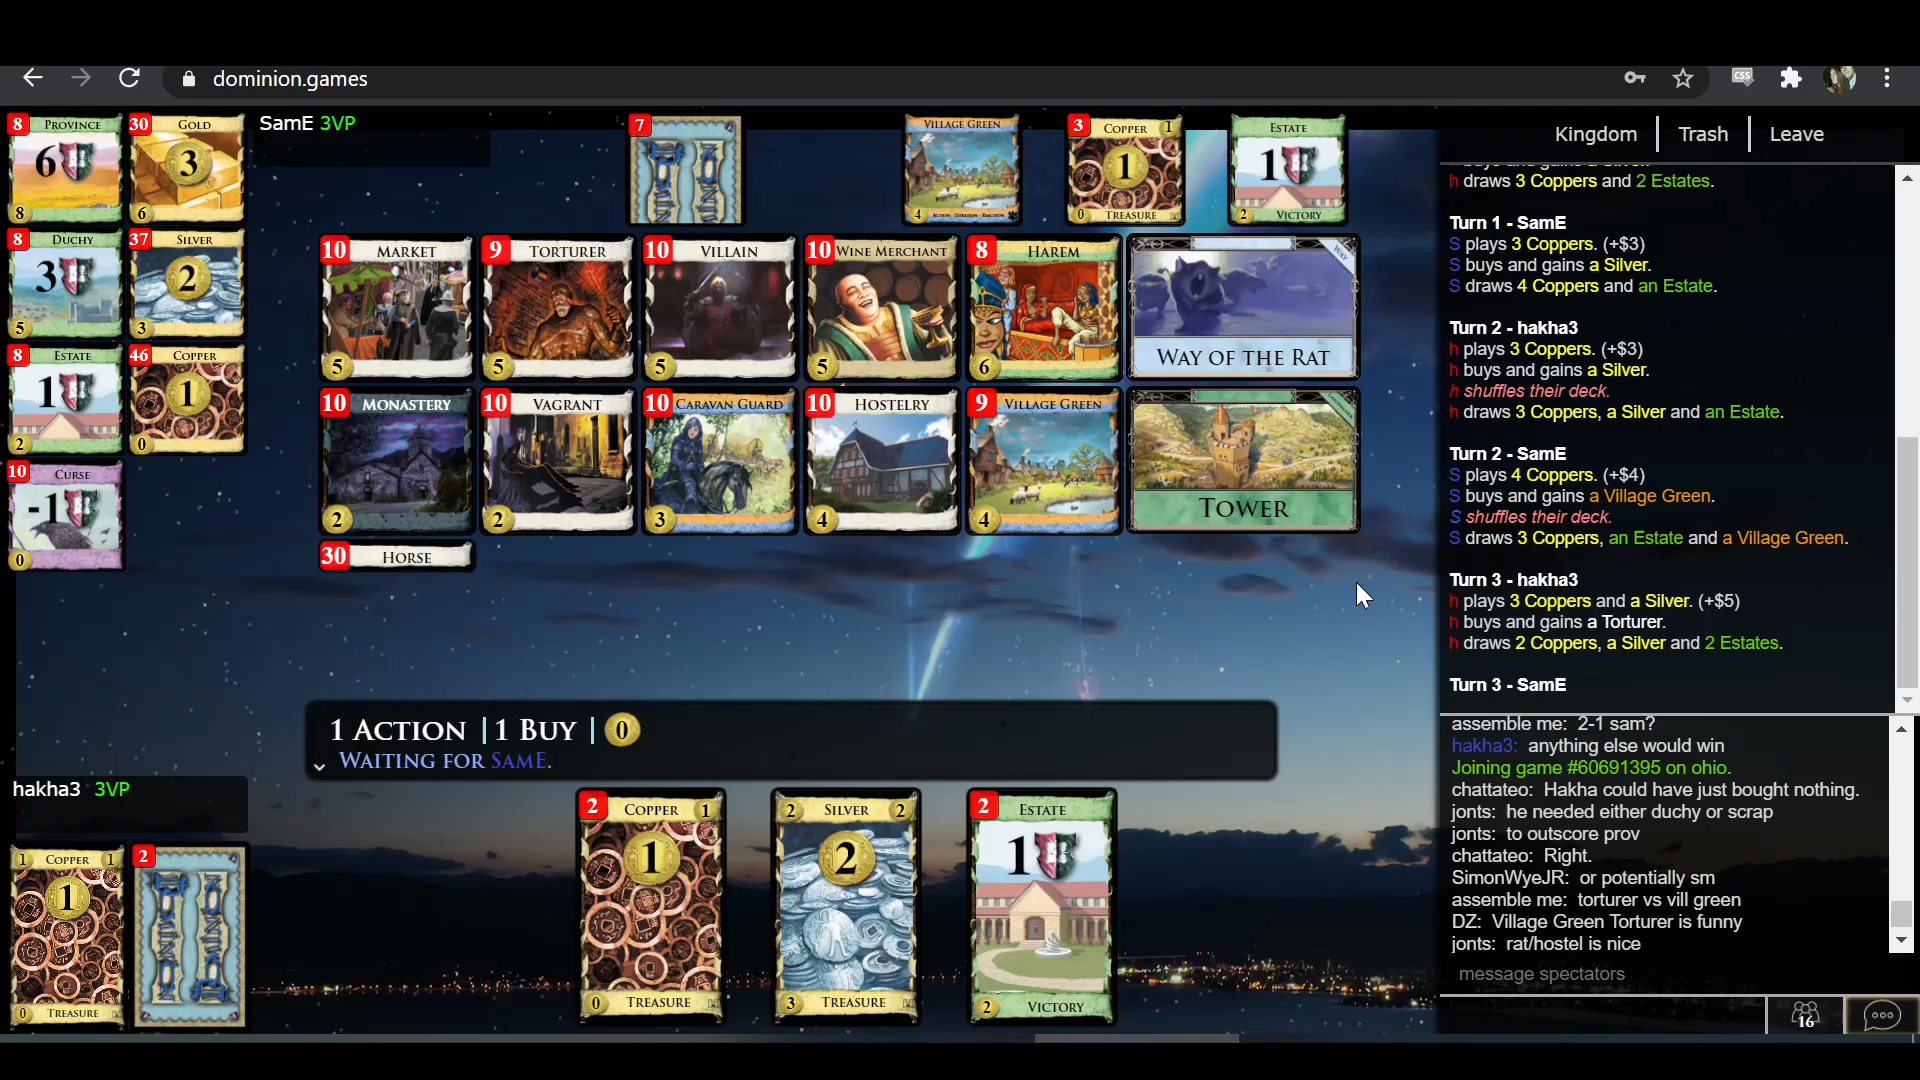 dominion.games
CSS
8 PROVINCE
6
8
30 GOLD
3
6
SamE 3VP
7
VILLAGE GREEN
4 ACTION - DURATION - REACTION
3 COPPER 1
1
0 TREASURE
ESTATE
1
2 VICTORY
Kingdom | Trash | Leave
8 DUCHY
3
5
37 SILVER
2
3
8 ESTATE
1
2
46 COPPER
1
0
10 CURSE
-1
0
10 MARKET
5
9 TORTURER
5
10 VILLAIN
5
10 WINE MERCHANT
5
8 HAREM
6
WAY
WAY OF THE RAT
10 MONASTERY
2
10 VAGRANT
2
10 CARAVAN GUARD
3
10 HOSTELRY
4
9 VILLAGE GREEN
4
LANDMARK
TOWER
30 HORSE
h draws 3 Coppers and 2 Estates.
Turn 1 - SamE
S plays 3 Coppers. (+$3)
S buys and gains a Silver.
S draws 4 Coppers and an Estate.
Turn 2 - hakha3
h plays 3 Coppers. (+$3)
h buys and gains a Silver.
h shuffles their deck.
h draws 3 Coppers, a Silver and an Estate.
Turn 2 - SamE
S plays 4 Coppers. (+$4)
S buys and gains a Village Green.
S shuffles their deck.
S draws 3 Coppers, an Estate and a Village Green.
Turn 3 - hakha3
h plays 3 Coppers and a Silver. (+$5)
h buys and gains a Torturer.
h draws 2 Coppers, a Silver and 2 Estates.
Turn 3 - SamE
1 ACTION | 1 BUY | 0
WAITING FOR SAME.
hakha3 3VP
1 COPPER 1
1
0 TREASURE
2
DOMINION
2 COPPER 1
1
0 TREASURE
2 SILVER 2
2
3 TREASURE
2 ESTATE
1
2 VICTORY
assemble me: 2-1 sam?
hakha3: anything else would win
Joining game #60691395 on ohio.
chattateo: Hakha could have just bought nothing.
jonts: he needed either duchy or scrap
jonts: to outscore prov
chattateo: Right.
SimonWyeJR: or potentially sm
assemble me: torturer vs vill green
DZ: Village Green Torturer is funny
jonts: rat/hostel is nice
message spectators
16